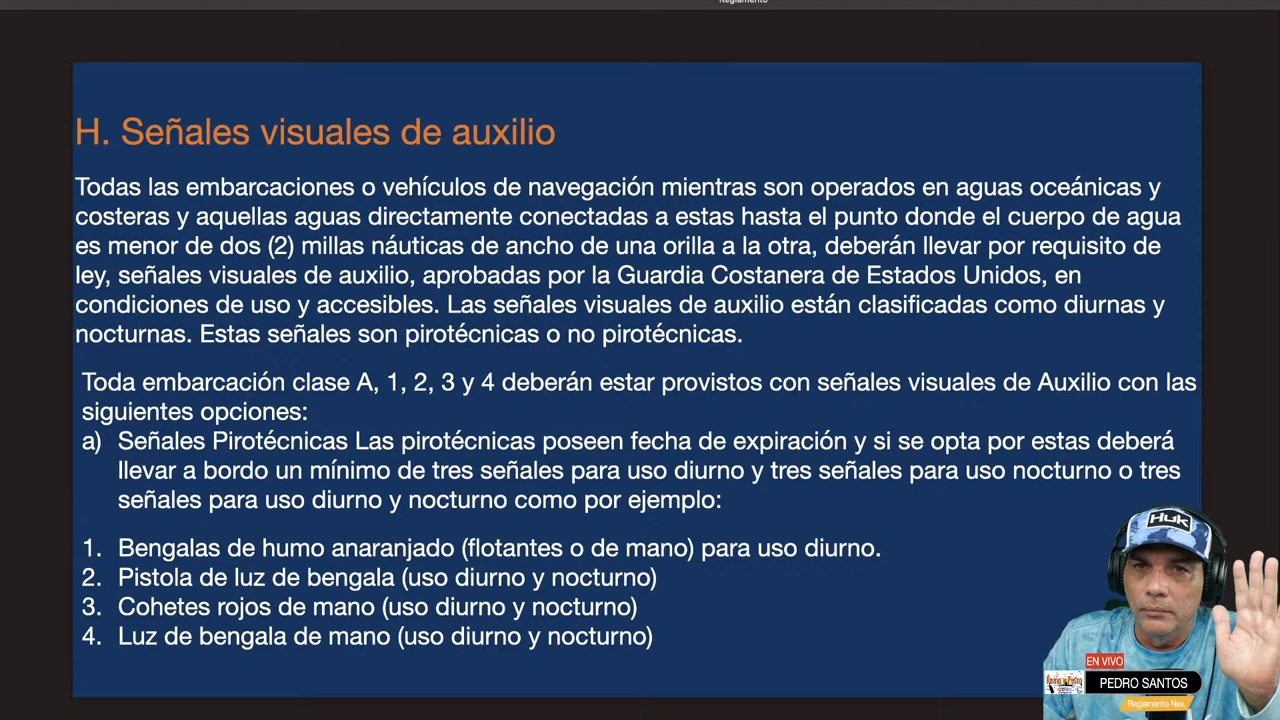 Reglamento
H. Señales visuales de auxilio
Todas las embarcaciones o vehículos de navegación mientras son operados en aguas oceánicas y
costeras y aquellas aguas directamente conectadas a estas hasta el punto donde el cuerpo de agua
es menor de dos (2) millas náuticas de ancho de una orilla a la otra, deberán llevar por requisito de
ley, señales visuales de auxilio, aprobadas por la Guardia Costanera de Estados Unidos, en
condiciones de uso y accesibles. Las señales visuales de auxilio están clasificadas como diurnas y
nocturnas. Estas señales son pirotécnicas o no pirotécnicas.
Toda embarcación clase A, 1, 2, 3 y 4 deberán estar provistos con señales visuales de Auxilio con las
siguientes opciones:
a) Señales Pirotécnicas Las pirotécnicas poseen fecha de expiración y si se opta por estas deberá
llevar a bordo un mínimo de tres señales para uso diurno y tres señales para uso nocturno o tres
señales para uso diurno y nocturno como por ejemplo:
1. Bengalas de humo anaranjado (flotantes o de mano) para uso diurno.
2. Pistola de luz de bengala (uso diurno y nocturno)
3. Cohetes rojos de mano (uso diurno y nocturno)
4. Luz de bengala de mano (uso diurno y nocturno)
Huk
EN VIVO
PEDRO SANTOS
Reglamento Nav.